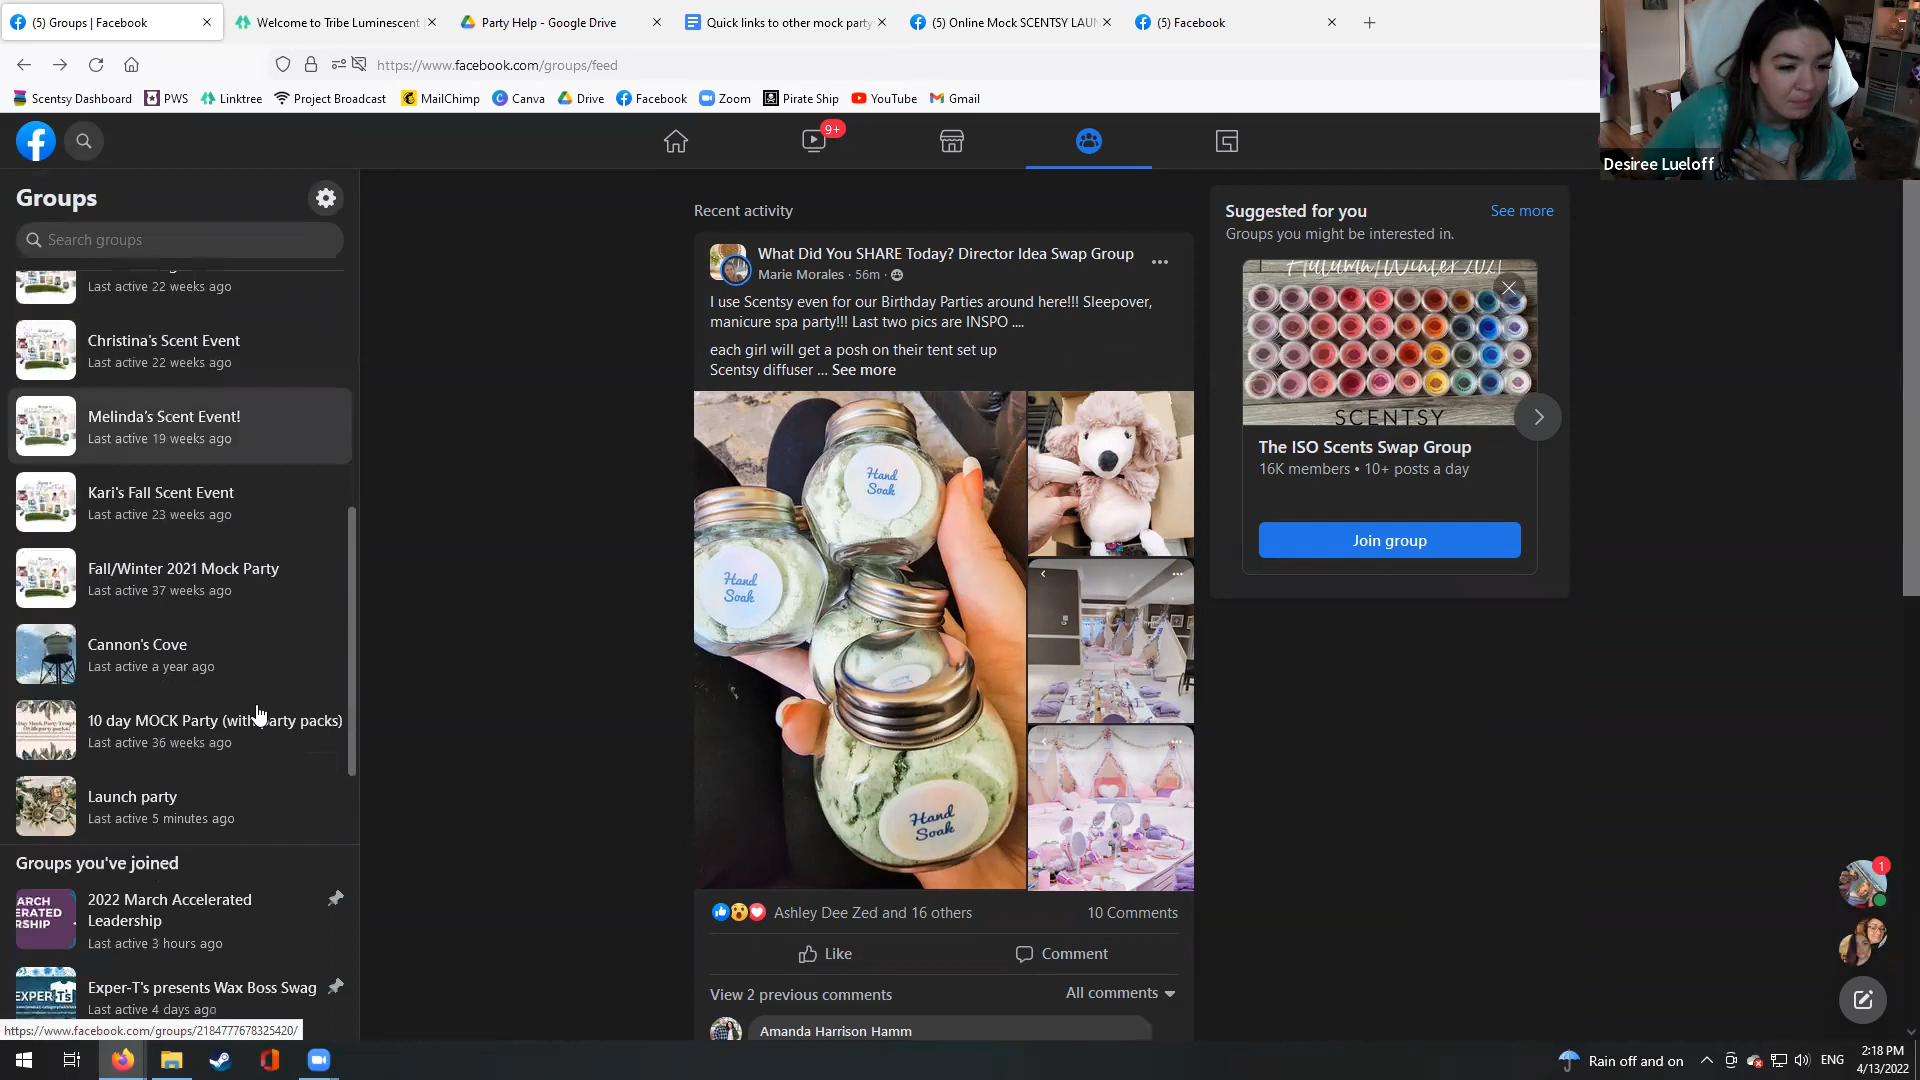 (5) Groups | Facebook
Welcome to Tribe Luminescent
Party Help - Google Drive
Quick links to other mock party
(5) Online Mock SCENTSY LAUN
(5) Facebook
https://www.facebook.com/groups/feed
Scentsy Dashboard
PWS
Linktree
Project Broadcast
MailChimp
Canva
Drive
Facebook
Zoom
Pirate Ship
YouTube
Gmail
Desiree Lueloff
9+
Groups
Search groups
Last active 22 weeks ago
Christina's Scent Event
Last active 22 weeks ago
Melinda's Scent Event!
Last active 19 weeks ago
Kari's Fall Scent Event
Last active 23 weeks ago
Fall/Winter 2021 Mock Party
Last active 37 weeks ago
Cannon's Cove
Last active a year ago
10 day MOCK Party (with party packs)
Last active 36 weeks ago
Launch party
Last active 5 minutes ago
Groups you've joined
ARCH
ERATED
RSHIP
2022 March Accelerated
Leadership
Last active 3 hours ago
EXPER-T's
Exper-T's presents Wax Boss Swag
Last active 4 days ago
https://www.facebook.com/groups/2184777678325420/
Recent activity
What Did You SHARE Today? Director Idea Swap Group
Marie Morales · 56m ·
I use Scentsy even for our Birthday Parties around here!!! Sleepover,
manicure spa party!!! Last two pics are INSPO ....
each girl will get a posh on their tent set up
Scentsy diffuser ... See more
Hand
Soak
Hand
Soak
Hand
Soak
Ashley Dee Zed and 16 others
10 Comments
Like
Comment
View 2 previous comments
All comments
Amanda Harrison Hamm
Suggested for you
See more
Groups you might be interested in.
Autumn/Winter 2021
SCENTSY
The ISO Scents Swap Group
16K members • 10+ posts a day
Join group
1
Rain off and on
ENG
2:18 PM
4/13/2022